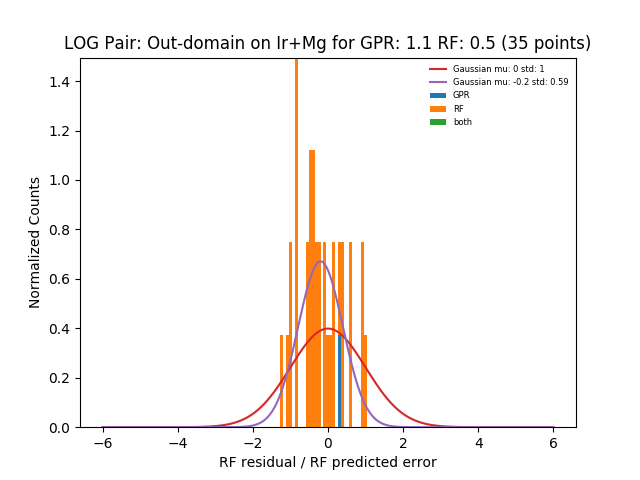 LOG Pair: Out-domain on Ir+Mg for GPR: 1.1 RF: 0.5 (35 points)
Gaussian mu: 0 std: 1
Gaussian mu: -0.2 std: 0.59
GPR
RF
both
Normalized Counts
1.4
1.2
1.0
0.8
0.6
0.4
0.2
0.0
−6
−4
−2
0
2
4
6
RF residual / RF predicted error